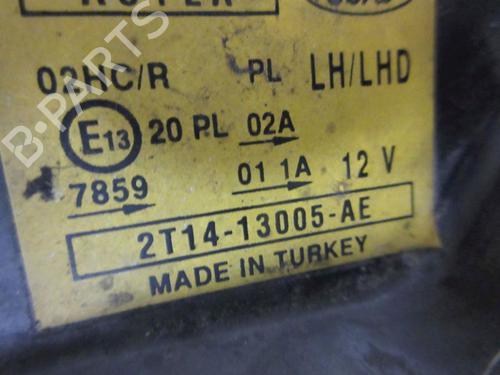 02HC/R PL LH/LHD
E13 20 PL 02A
7859 01 1A 12 V
2T14-13005-AE
MADE IN TURKEY
B-PARTS